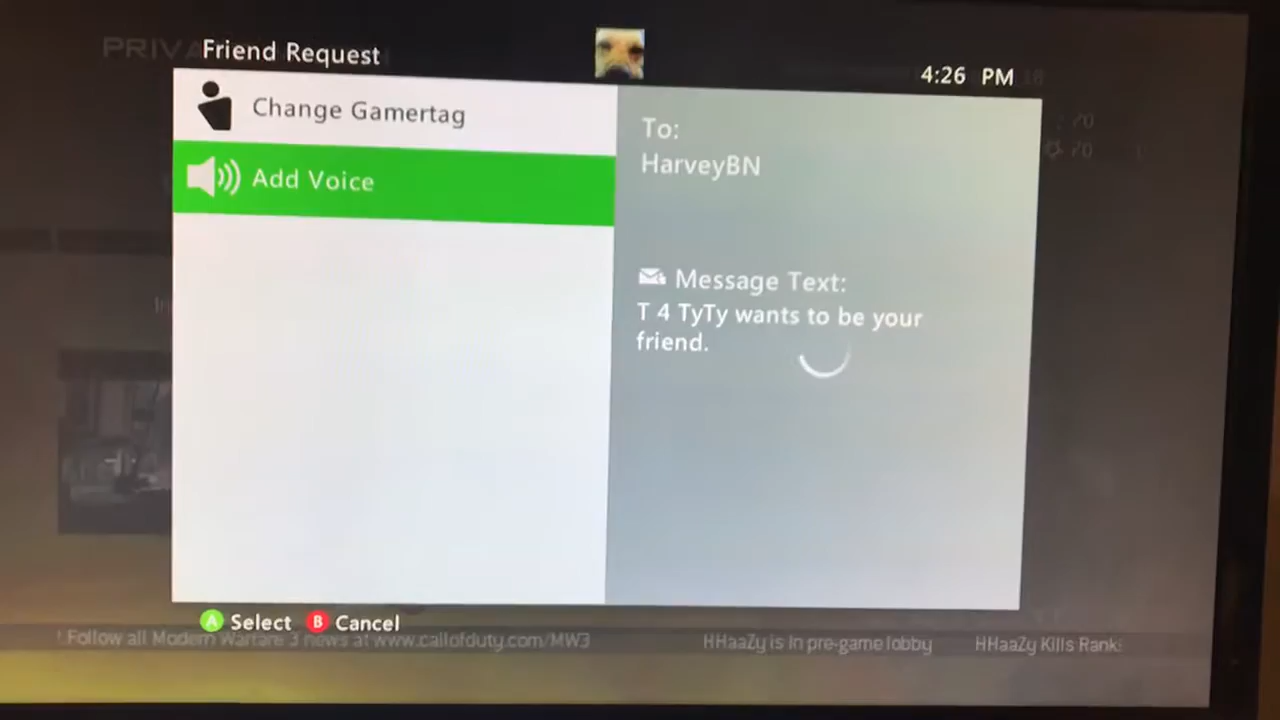 Friend Request
4:26 PM
Change Gamertag
Add Voice
To:
HarveyBN
Message Text:
T 4 TyTy wants to be your
friend.
A Select B Cancel
Follow all Modern Warfare 3 news at www.callofduty.com/MW3
HHaaZy is in pre-game lobby
HHaaZy Kills Rank: